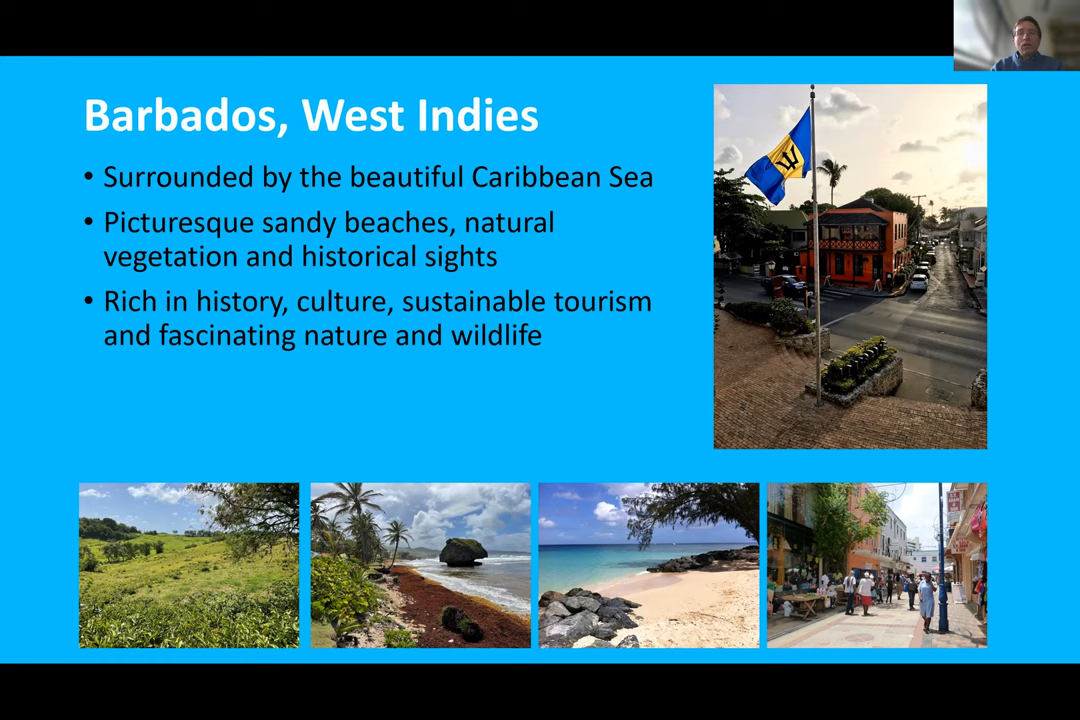 Barbados, West Indies
• Surrounded by the beautiful Caribbean Sea
• Picturesque sandy beaches, natural
vegetation and historical sights
• Rich in history, culture, sustainable tourism
and fascinating nature and wildlife